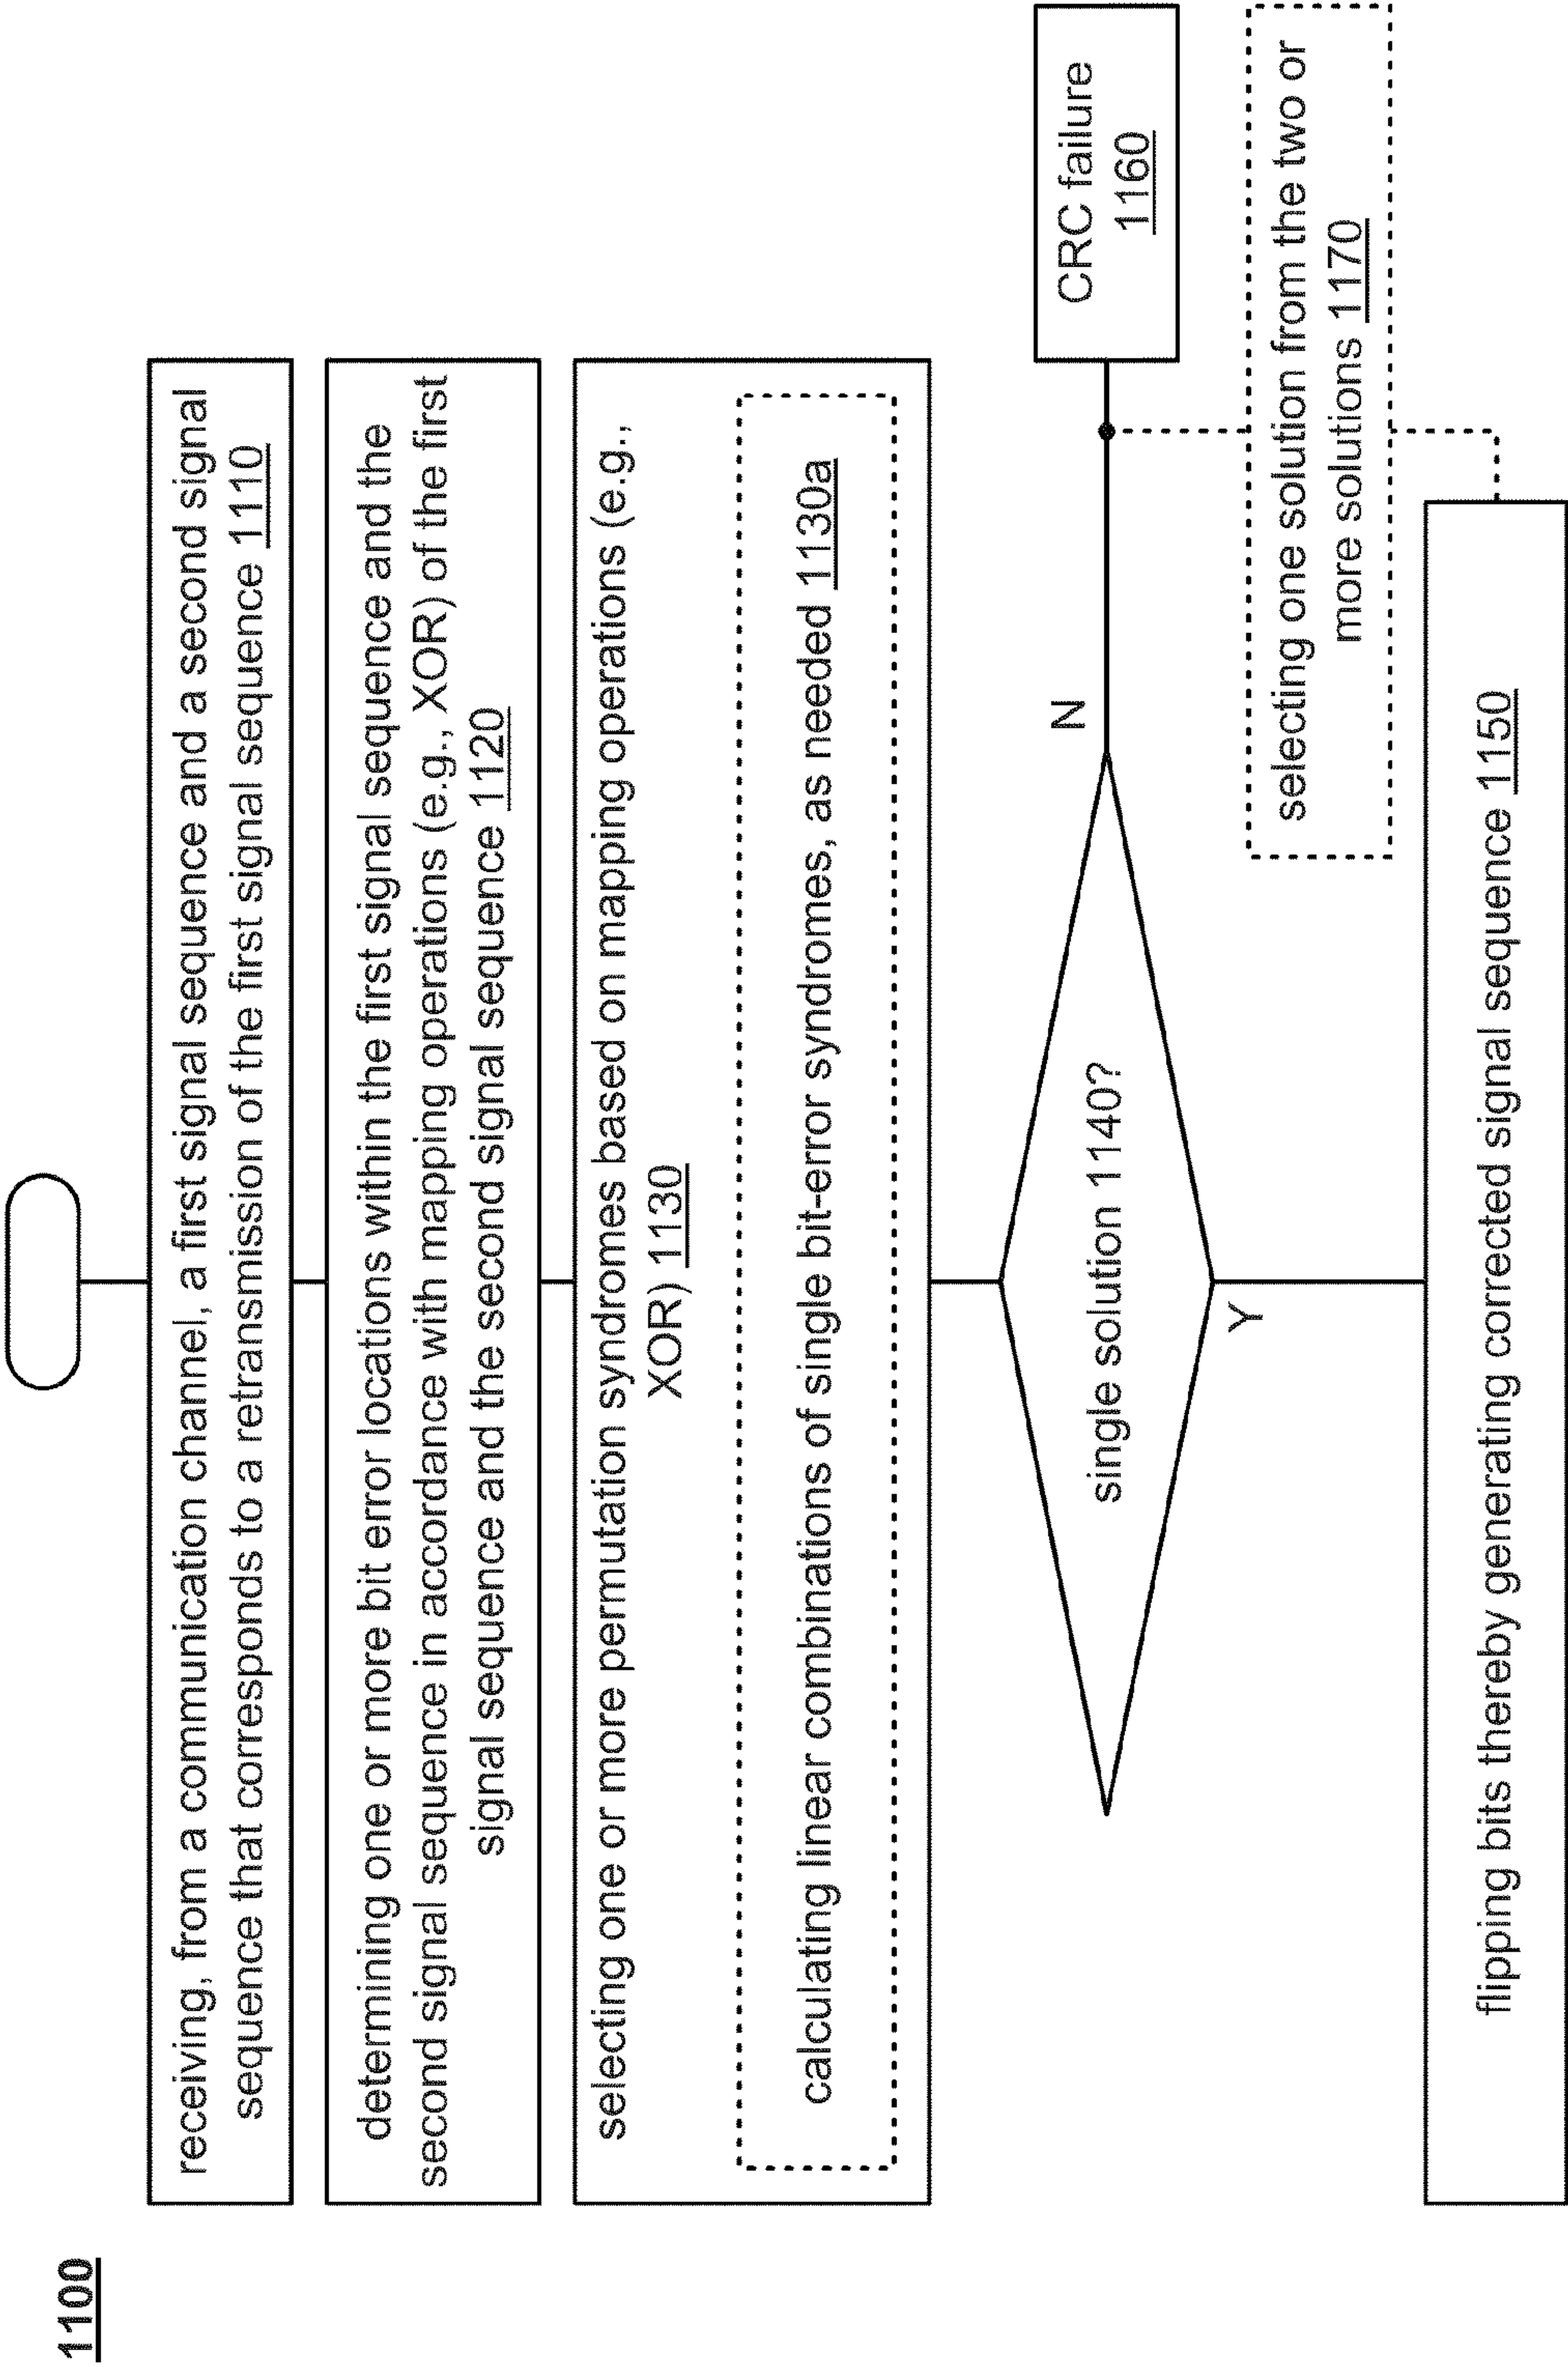 1100
receiving, from a communication channel, a first signal sequence and a second signal
sequence that corresponds to a retransmission of the first signal sequence 1110
determining one or more bit error locations within the first signal sequence and the
second signal sequence in accordance with mapping operations (e.g., XOR) of the first
signal sequence and the second signal sequence 1120
selecting one or more permutation syndromes based on mapping operations (e.g.,
XOR) 1130
calculating linear combinations of single bit-error syndromes, as needed 1130a
single solution 1140?
N
CRC failure
1160
Y
selecting one solution from the two or
more solutions 1170
flipping bits thereby generating corrected signal sequence 1150